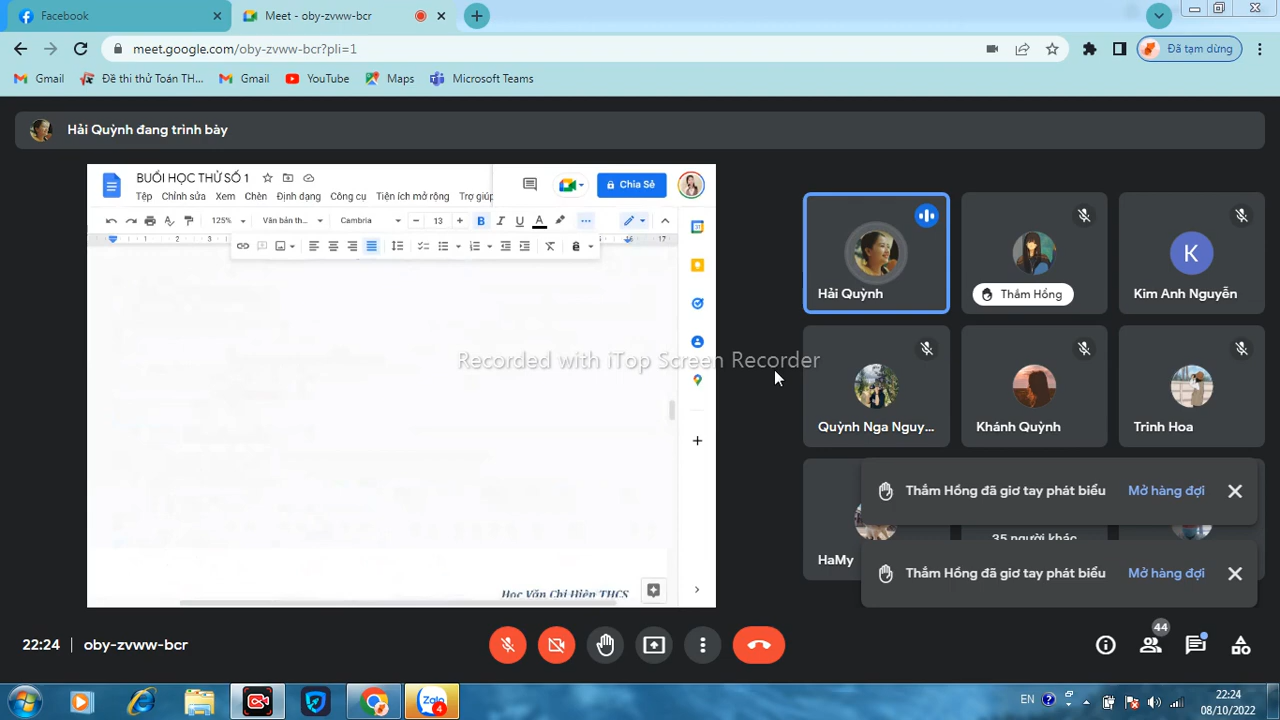 Facebook
Meet - oby-zvww-bcr
meet.google.com/oby-zvww-bcr?pli=1
Đã tạm dừng
Gmail
Đề thi thử Toán TH...
Gmail
YouTube
Maps
Microsoft Teams
Hải Quỳnh đang trình bày
BUỔI HỌC THỬ SỐ 1
Chia Sẻ
Tệp Chỉnh sửa Xem Chèn Định dạng Công cụ Tiện ích mở rộng Trợ giúp
125%
Văn bản th...
Cambria
13
B I U A
1 2
17
Recorded with iTop Screen Recorder
Học Văn Chị Hiên THCS
Hải Quỳnh
Thắm Hồng
K
Kim Anh Nguyễn
Quỳnh Nga Nguy...
Khánh Quỳnh
Trinh Hoa
HaMy
35 người khác
Thắm Hồng đã giơ tay phát biểu
Mở hàng đợi
Thắm Hồng đã giơ tay phát biểu
Mở hàng đợi
22:24
oby-zvww-bcr
44
Zalo
4
EN
22:24
08/10/2022